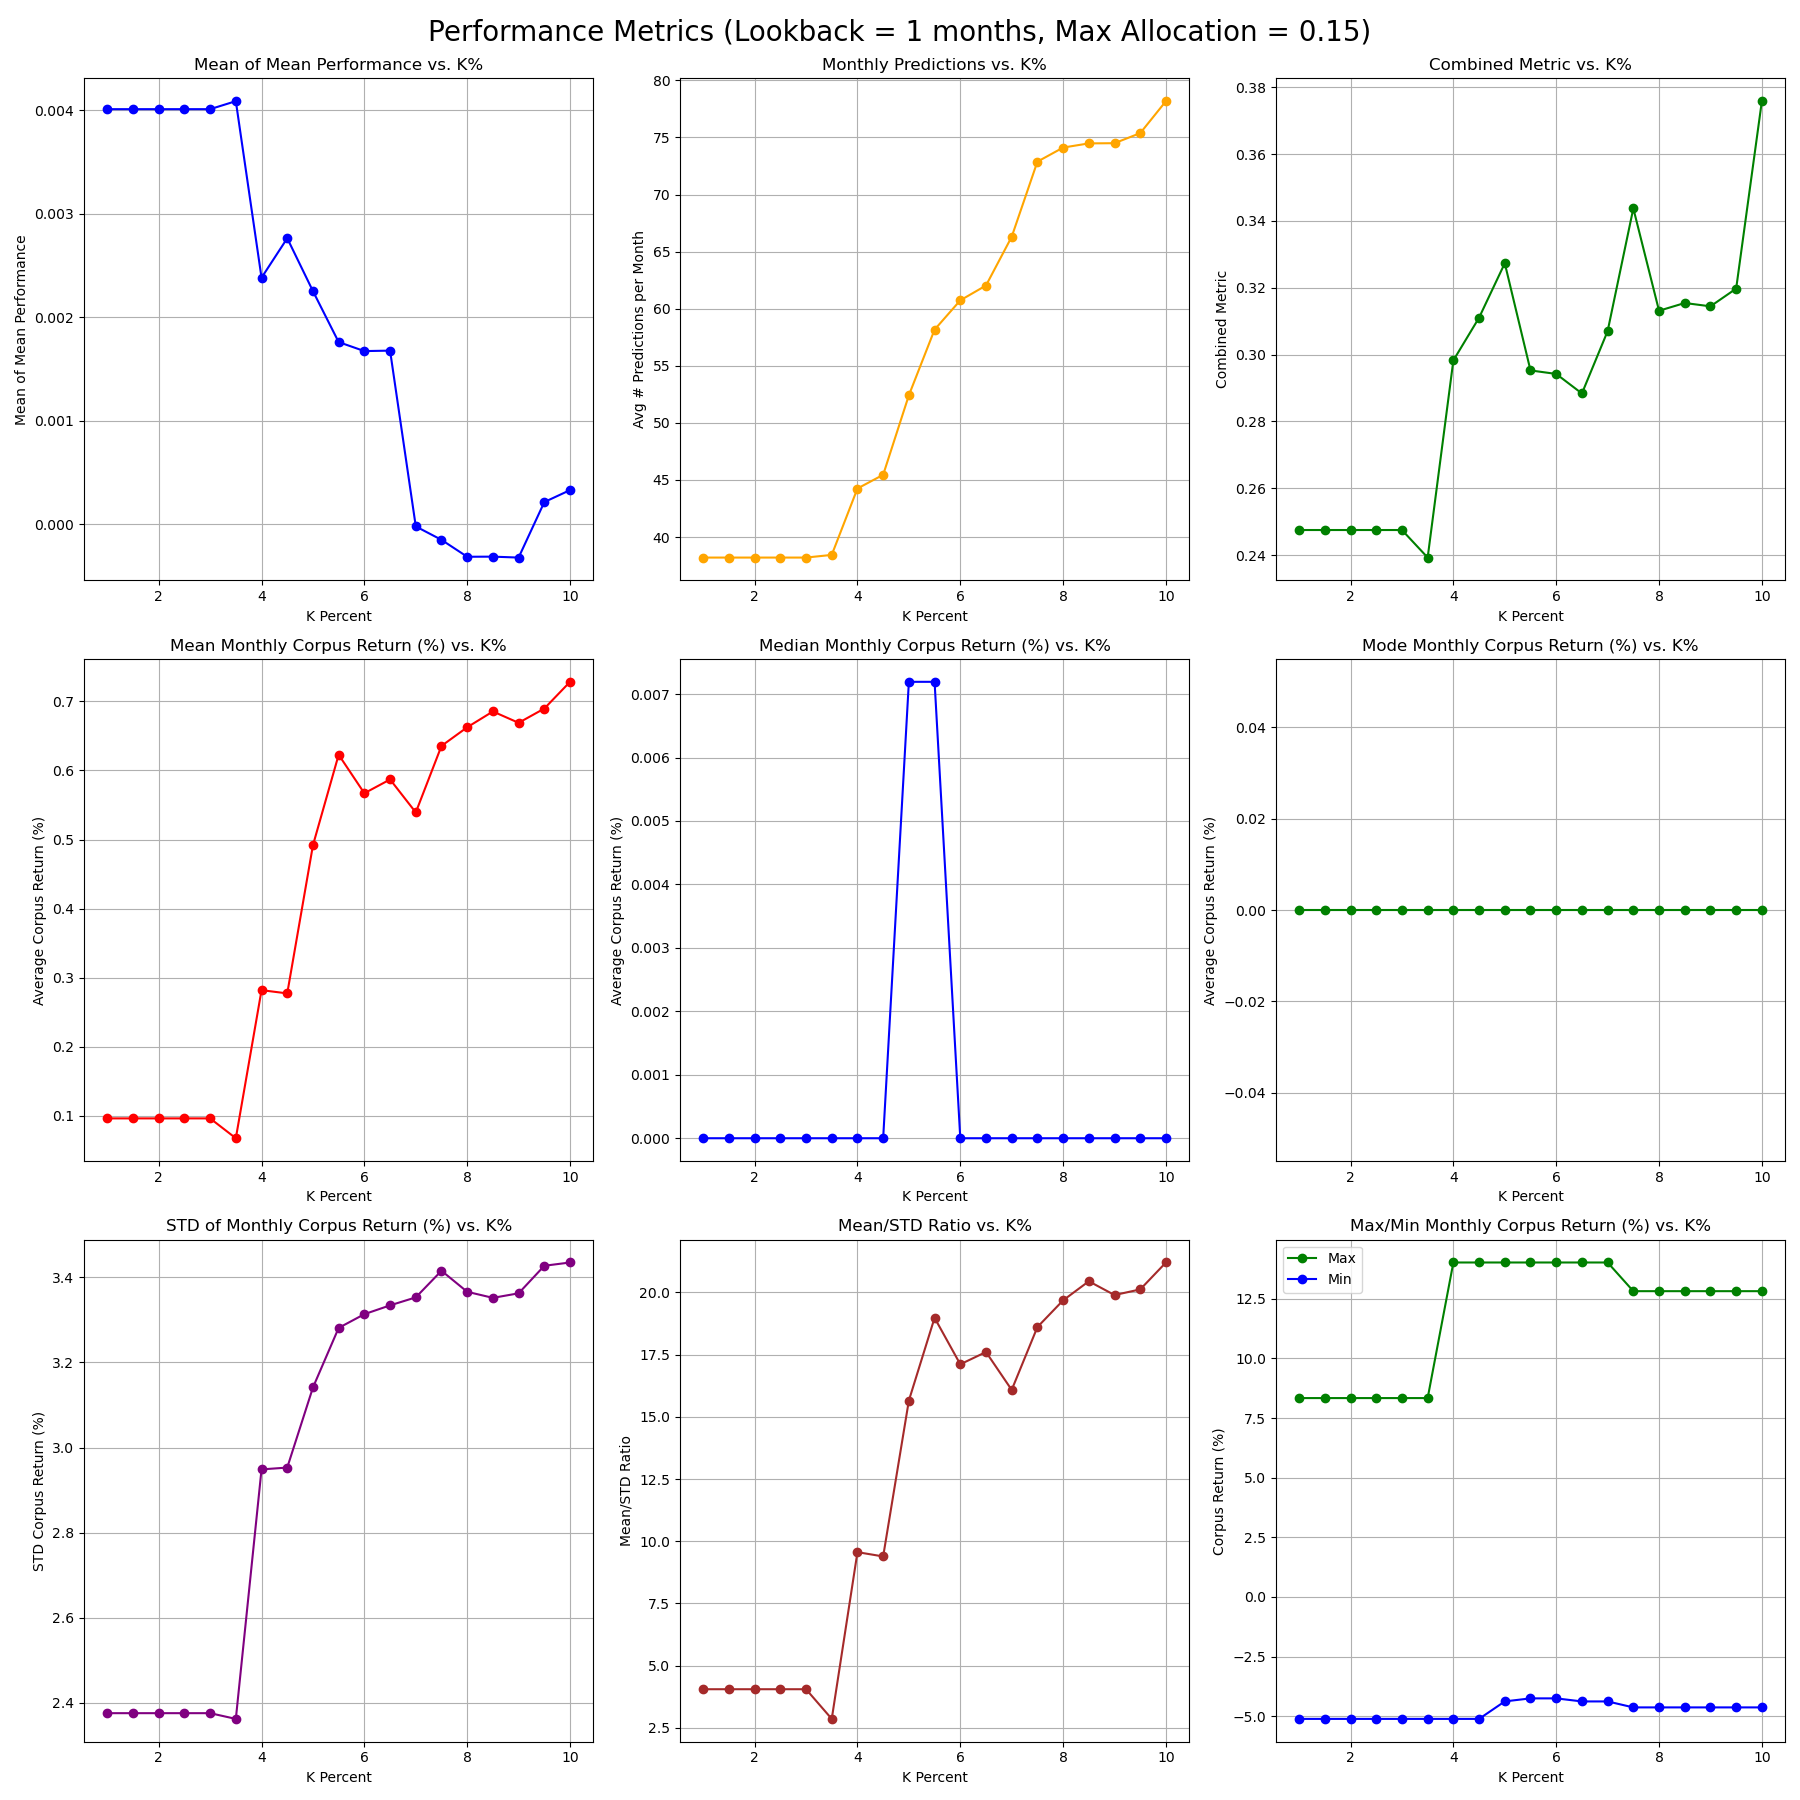 Performance Metrics (Lookback = 1 months, Max Allocation = 0.15)
Mean of Mean Performance vs. K%
Mean of Mean Performance
0.004
0.003
0.002
0.001
0.000
2 4 6 8 10
K Percent
Monthly Predictions vs. K%
Avg # Predictions per Month
80
75
70
65
60
55
50
45
40
2 4 6 8 10
K Percent
Combined Metric vs. K%
Combined Metric
0.38
0.36
0.34
0.32
0.30
0.28
0.26
0.24
2 4 6 8 10
K Percent
Mean Monthly Corpus Return (%) vs. K%
Average Corpus Return (%)
0.7
0.6
0.5
0.4
0.3
0.2
0.1
2 4 6 8 10
K Percent
Median Monthly Corpus Return (%) vs. K%
Average Corpus Return (%)
0.007
0.006
0.005
0.004
0.003
0.002
0.001
0.000
2 4 6 8 10
K Percent
Mode Monthly Corpus Return (%) vs. K%
Average Corpus Return (%)
0.04
0.02
0.00
−0.02
−0.04
2 4 6 8 10
K Percent
STD of Monthly Corpus Return (%) vs. K%
STD Corpus Return (%)
3.4
3.2
3.0
2.8
2.6
2.4
2 4 6 8 10
K Percent
Mean/STD Ratio vs. K%
Mean/STD Ratio
20.0
17.5
15.0
12.5
10.0
7.5
5.0
2.5
2 4 6 8 10
K Percent
Max/Min Monthly Corpus Return (%) vs. K%
Max
Min
Corpus Return (%)
12.5
10.0
7.5
5.0
2.5
0.0
−2.5
−5.0
2 4 6 8 10
K Percent